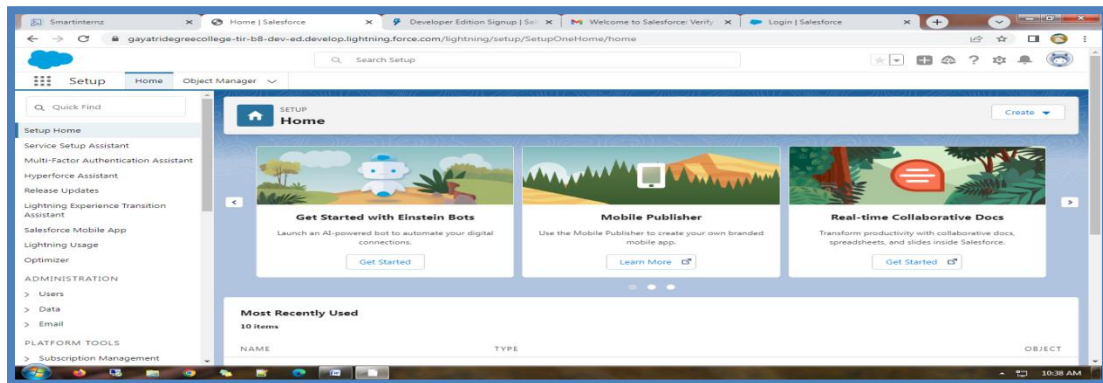 Smartinternz
Home | Salesforce
Developer Edition Signup | Sal
Welcome to Salesforce: Verify
Login | Salesforce
gayatridegreecollege-tir-b8-dev-ed.develop.lightning.force.com/lightning/setup/SetupOneHome/home
Search Setup
Setup
Home
Object Manager
Quick Find
Setup Home
Service Setup Assistant
Multi-Factor Authentication Assistant
Hyperforce Assistant
Release Updates
Lightning Experience Transition
Assistant
Salesforce Mobile App
Lightning Usage
Optimizer
ADMINISTRATION
Users
Data
Email
PLATFORM TOOLS
Subscription Management
SETUP
Home
Create
Get Started with Einstein Bots
Launch an AI-powered bot to automate your digital
connections.
Get Started
Mobile Publisher
Use the Mobile Publisher to create your own branded
mobile app.
Learn More
Real-time Collaborative Docs
Transform productivity with collaborative docs,
spreadsheets, and slides inside Salesforce.
Get Started
Most Recently Used
10 items
NAME
TYPE
OBJECT
10:38 AM